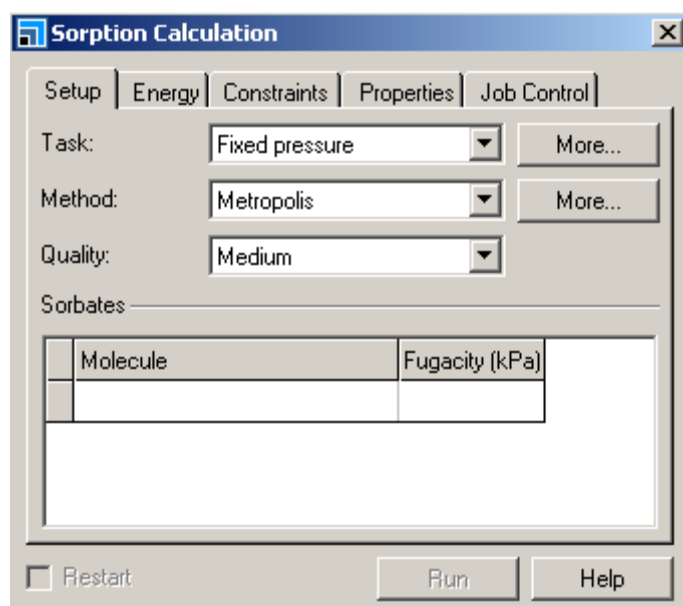 Sorption Calculation
Setup Energy Constraints Properties Job Control
Task: Fixed pressure More...
Method: Metropolis More...
Quality: Medium
Sorbates
Molecule Fugacity (kPa)
Restart Run Help